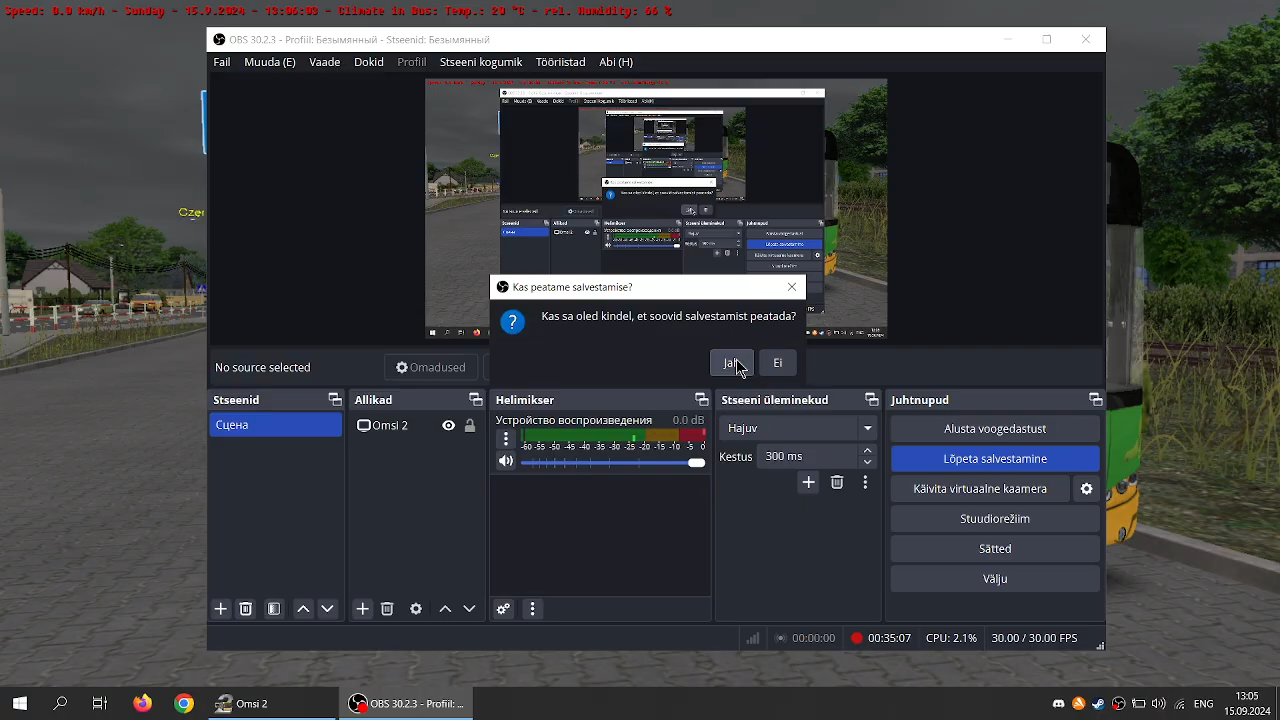 Speed: 0.0 km/h - Sunday - 15.9.2024 - 13:06:03 - Climate in Bus: Temp.: 20 °C - rel. Humidity: 66 %
OBS 30.2.3 - Profiil: Безымянный - Stseenid: Безымянный
Fail Muuda (E) Vaade Dokid Profiil Stseeni kogumik Tööriistad Abi (H)
Czer
Kas peatame salvestamise?
Kas sa oled kindel, et soovid salvestamist peatada?
Jah Ei
No source selected
Omadused
Stseenid
Сцена
Allikad
Omsi 2
Helimikser
Устройство воспроизведения 0.0 dB
-60 -55 -50 -45 -40 -35 -30 -25 -20 -15 -10 -5 0
Stseeni üleminekud
Hajuv
Kestus 300 ms
Juhtnupud
Alusta voogedastust
Lõpeta salvestamine
Käivita virtuaalne kaamera
Stuudiorežiim
Sätted
Välju
00:00:00 00:35:07 CPU: 2.1% 30.00 / 30.00 FPS
Omsi 2
OBS 30.2.3 - Profiil: ...
ENG
13:05
15.09.2024